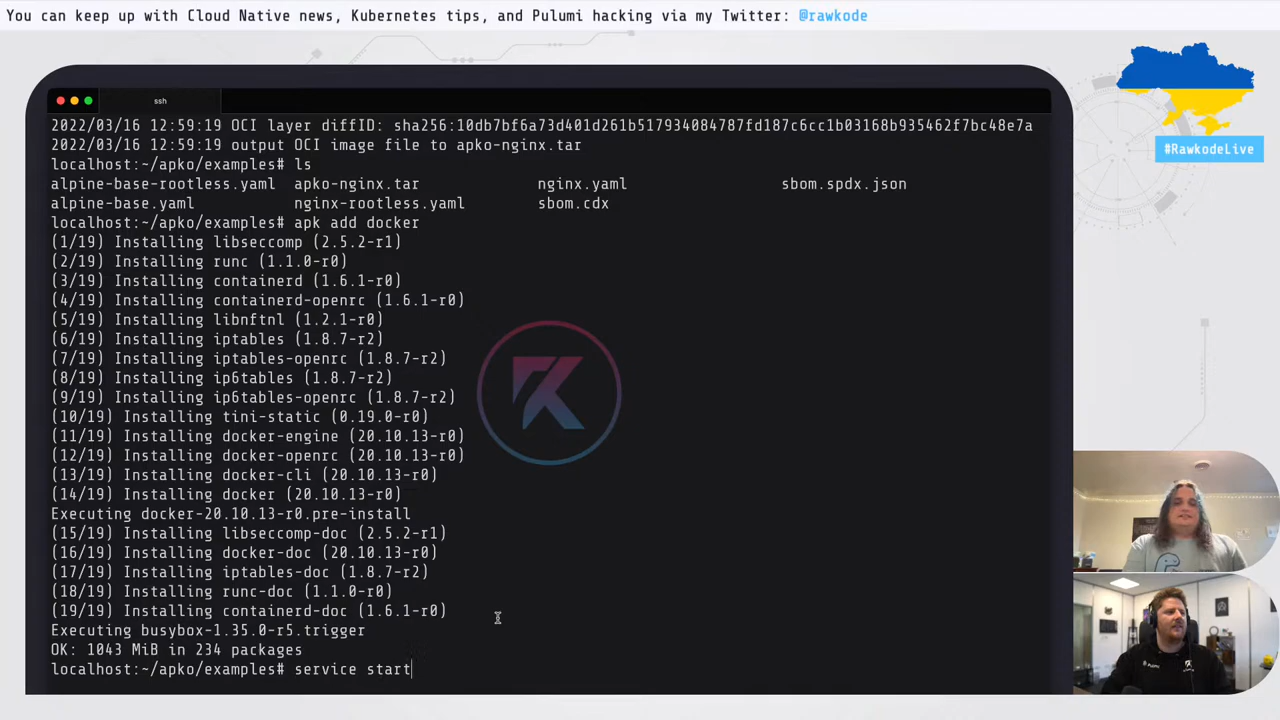 You can keep up with Cloud Native news, Kubernetes tips, and Pulumi hacking via my Twitter: @rawkode
ssh
2022/03/16 12:59:19 OCI layer diffID: sha256:10db7bf6a73d401d261b517934084787fd187c6cc1b03168b935462f7bc48e7a
2022/03/16 12:59:19 output OCI image file to apko-nginx.tar
localhost:~/apko/examples# ls
alpine-base-rootless.yaml apko-nginx.tar nginx.yaml sbom.spdx.json
alpine-base.yaml nginx-rootless.yaml sbom.cdx
localhost:~/apko/examples# apk add docker
(1/19) Installing libseccomp (2.5.2-r1)
(2/19) Installing runc (1.1.0-r0)
(3/19) Installing containerd (1.6.1-r0)
(4/19) Installing containerd-openrc (1.6.1-r0)
(5/19) Installing libnftnl (1.2.1-r0)
(6/19) Installing iptables (1.8.7-r2)
(7/19) Installing iptables-openrc (1.8.7-r2)
(8/19) Installing ip6tables (1.8.7-r2)
(9/19) Installing ip6tables-openrc (1.8.7-r2)
(10/19) Installing tini-static (0.19.0-r0)
(11/19) Installing docker-engine (20.10.13-r0)
(12/19) Installing docker-openrc (20.10.13-r0)
(13/19) Installing docker-cli (20.10.13-r0)
(14/19) Installing docker (20.10.13-r0)
Executing docker-20.10.13-r0.pre-install
(15/19) Installing libseccomp-doc (2.5.2-r1)
(16/19) Installing docker-doc (20.10.13-r0)
(17/19) Installing iptables-doc (1.8.7-r2)
(18/19) Installing runc-doc (1.1.0-r0)
(19/19) Installing containerd-doc (1.6.1-r0)
Executing busybox-1.35.0-r5.trigger
OK: 1043 MiB in 234 packages
localhost:~/apko/examples# service start
#RawkodeLive
Pulumi